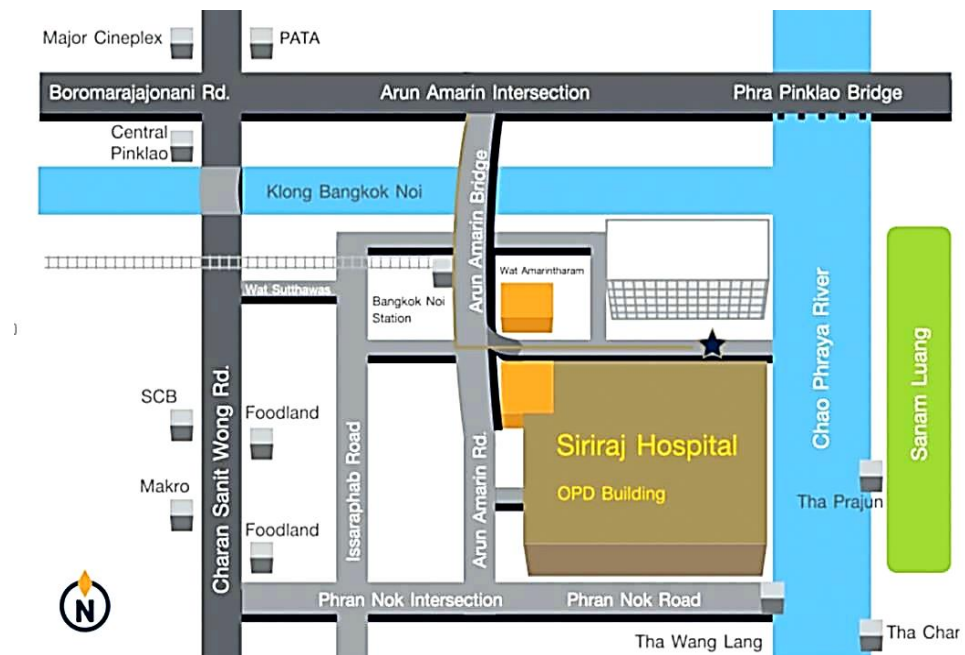 Major Cineplex
PATA
Boromarajajonani Rd.
Arun Amarin Intersection
Phra Pinklao Bridge
Central
Pinklao
Klong Bangkok Noi
Arun Amarin Bridge
Wat Amarintharam
Wat Sutthawas
Bangkok Noi
Station
Chao Phraya River
Sanam Luang
SCB
Foodland
Charan Sanit Wong Rd.
Issaraphab Road
Arun Amarin Rd.
Siriraj Hospital
OPD Building
Makro
Tha Prajun
Foodland
N
Phran Nok Intersection
Phran Nok Road
Tha Wang Lang
Tha Char